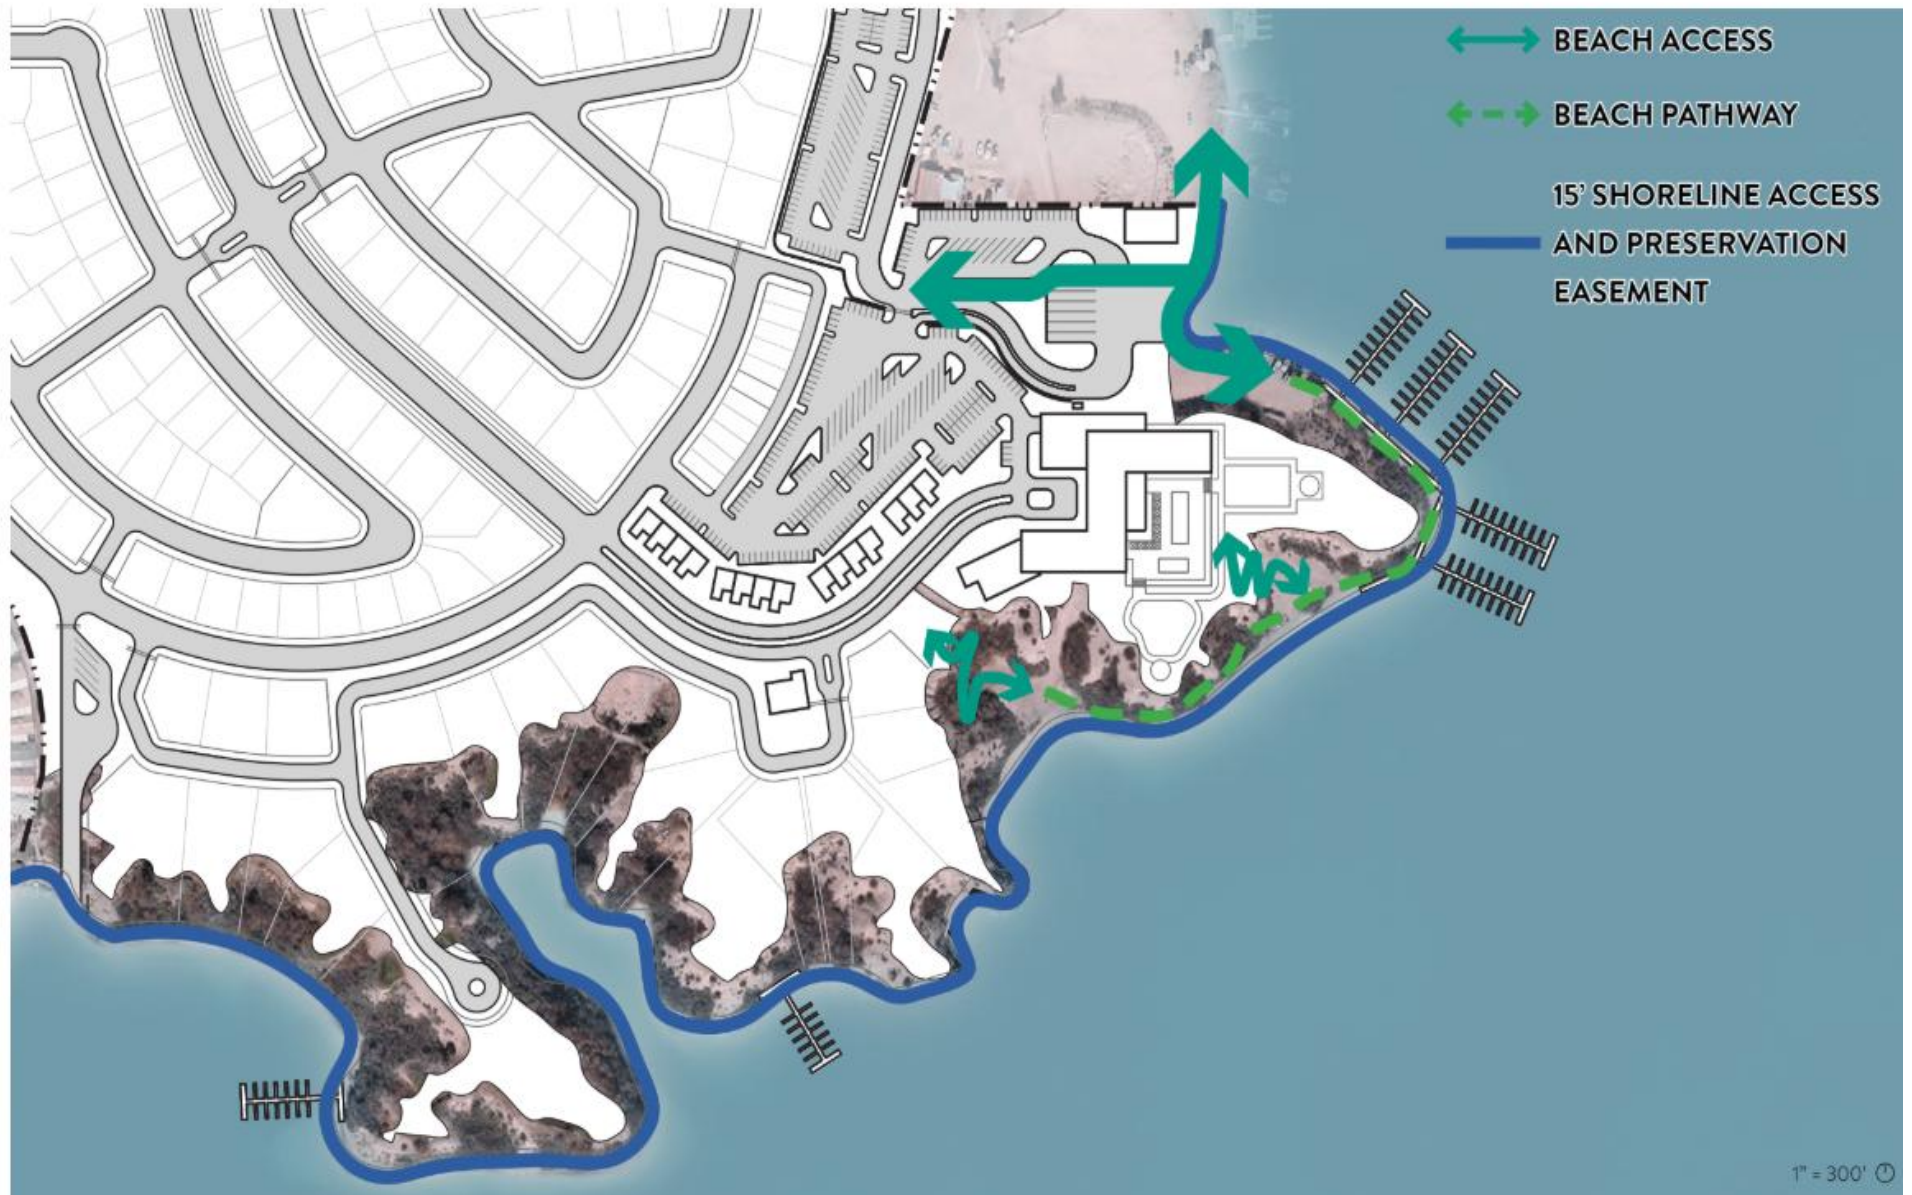 BEACH ACCESS
BEACH PATHWAY
15' SHORELINE ACCESS
AND PRESERVATION
EASEMENT
1" = 300'